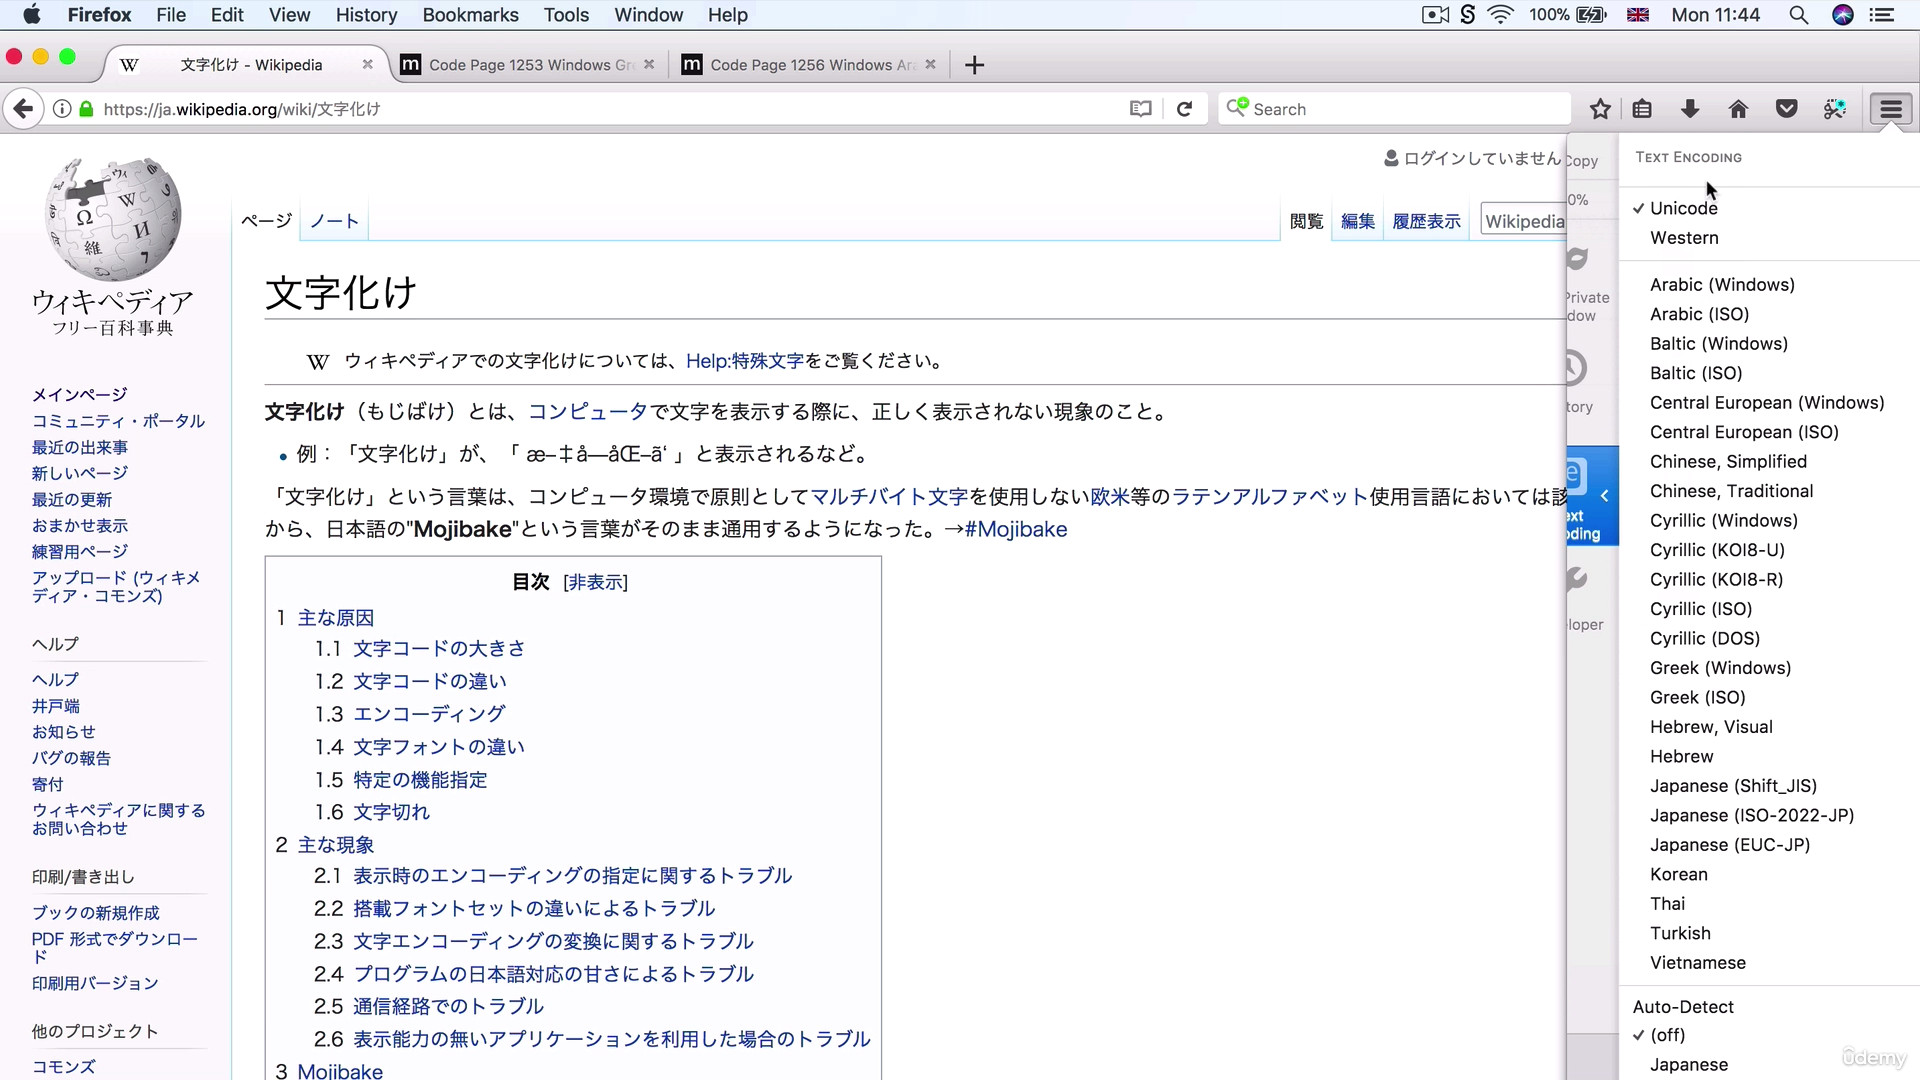 Firefox File Edit View History Bookmarks Tools Window Help 100% Mon 11:44
文字化け - Wikipedia
Code Page 1253 Windows Gr
Code Page 1256 Windows Ara
https://ja.wikipedia.org/wiki/文字化け
Search
ウィキペディア
フリー百科事典
メインページ
コミュニティ・ポータル
最近の出来事
新しいページ
最近の更新
おまかせ表示
練習用ページ
アップロード (ウィキメ
ディア・コモンズ)
ヘルプ
ヘルプ
井戸端
お知らせ
バグの報告
寄付
ウィキペディアに関する
お問い合わせ
印刷/書き出し
ブックの新規作成
PDF 形式でダウンロー
ド
印刷用バージョン
他のプロジェクト
コモンズ
ログインしていません
ページ ノート
閲覧 編集 履歴表示 Wikipedia
文字化け
ウィキペディアでの文字化けについては、Help:特殊文字をご覧ください。
文字化け（もじばけ）とは、コンピュータで文字を表示する際に、正しく表示されない現象のこと。
• 例：「文字化け」が、「 æ–‡å—åŒ–ã‘ 」と表示されるなど。
「文字化け」という言葉は、コンピュータ環境で原則としてマルチバイト文字を使用しない欧米等のラテンアルファベット使用言語においては該
から、日本語の"Mojibake"という言葉がそのまま通用するようになった。→#Mojibake
目次 [非表示]
1 主な原因
1.1 文字コードの大きさ
1.2 文字コードの違い
1.3 エンコーディング
1.4 文字フォントの違い
1.5 特定の機能指定
1.6 文字切れ
2 主な現象
2.1 表示時のエンコーディングの指定に関するトラブル
2.2 搭載フォントセットの違いによるトラブル
2.3 文字エンコーディングの変換に関するトラブル
2.4 プログラムの日本語対応の甘さによるトラブル
2.5 通信経路でのトラブル
2.6 表示能力の無いアプリケーションを利用した場合のトラブル
3 Mojibake
Copy
0%
Private
dow
tory
ext
oding
loper
TEXT ENCODING
✓ Unicode
Western
Arabic (Windows)
Arabic (ISO)
Baltic (Windows)
Baltic (ISO)
Central European (Windows)
Central European (ISO)
Chinese, Simplified
Chinese, Traditional
Cyrillic (Windows)
Cyrillic (KOI8-U)
Cyrillic (KOI8-R)
Cyrillic (ISO)
Cyrillic (DOS)
Greek (Windows)
Greek (ISO)
Hebrew, Visual
Hebrew
Japanese (Shift_JIS)
Japanese (ISO-2022-JP)
Japanese (EUC-JP)
Korean
Thai
Turkish
Vietnamese
Auto-Detect
✓ (off)
Japanese
ûdemy